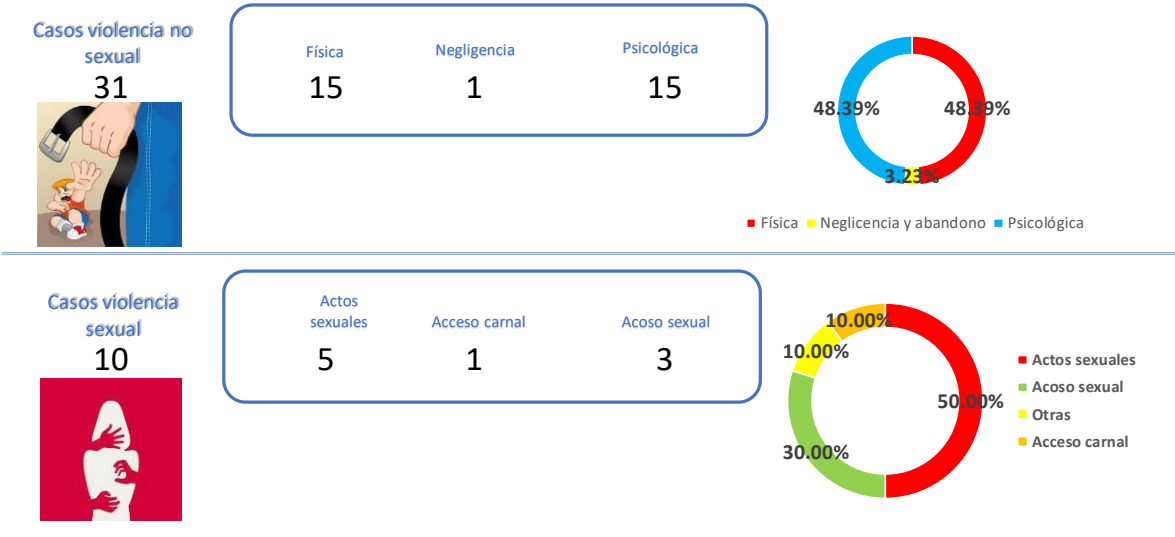 Casos violencia no
sexual
31
Física
15
Negligencia
1
Psicológica
15
48.39%
48.39%
3.23%
Física
Neglicencia y abandono
Psicológica
Casos violencia
sexual
10
Actos
sexuales
5
Acceso carnal
1
Acoso sexual
3
10.00%
10.00%
50.00%
30.00%
Actos sexuales
Acoso sexual
Otras
Acceso carnal